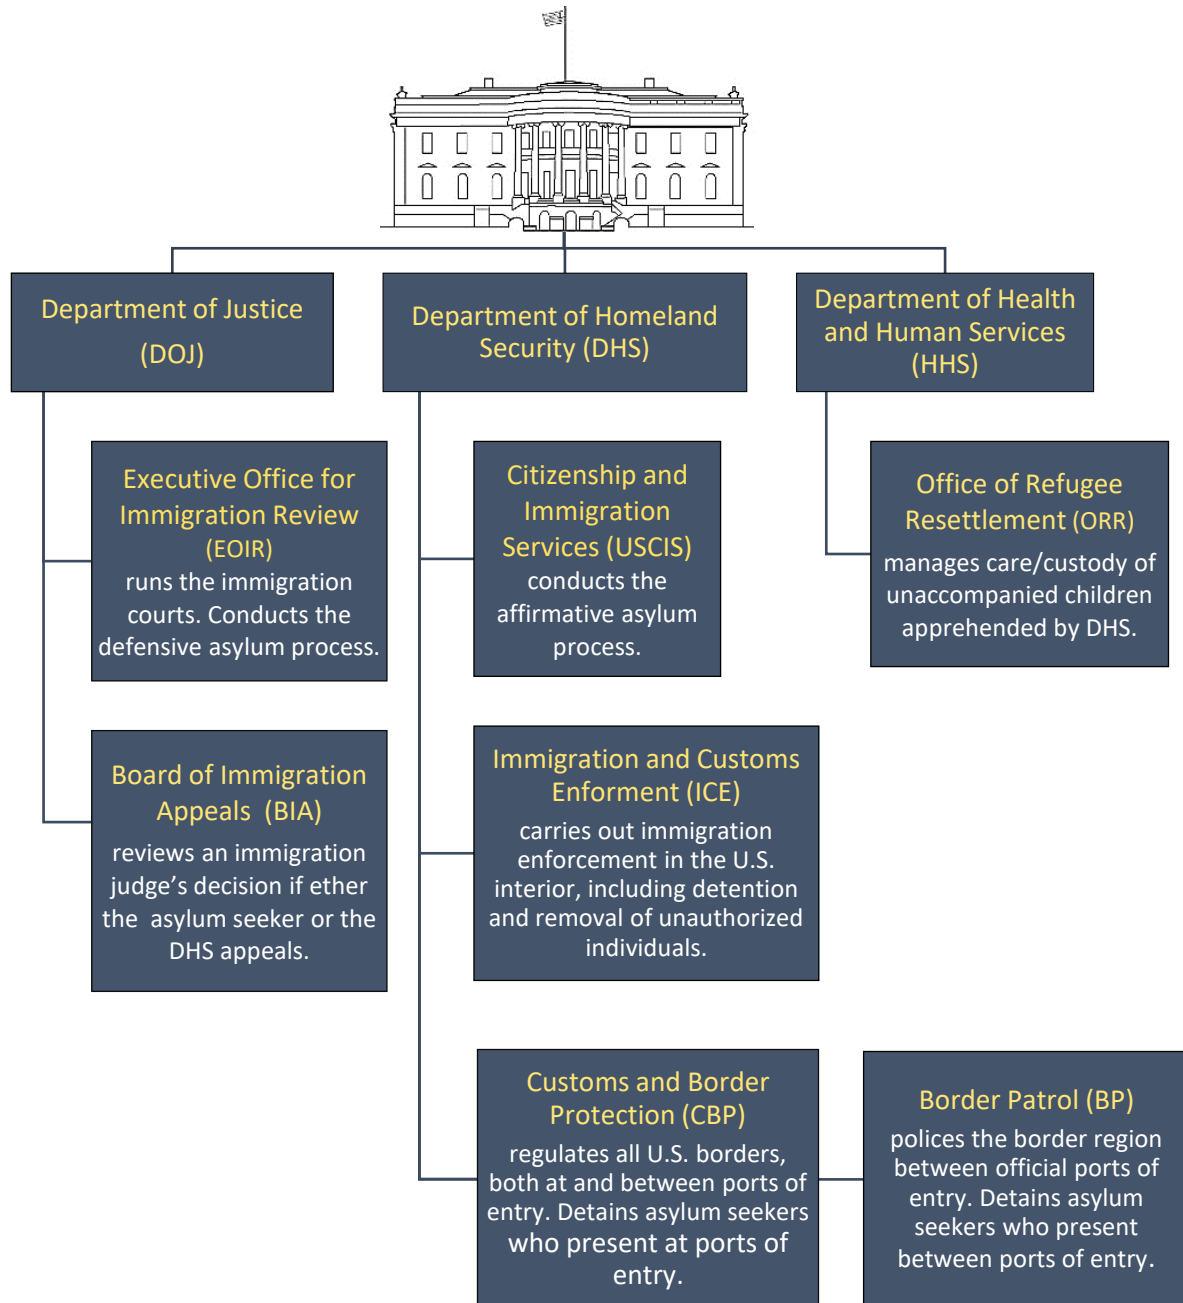 Department of Justice
(DOJ)
Department of Homeland
Security (DHS)
Department of Health
and Human Services
(HHS)
Executive Office for
Immigration Review
(EOIR)
runs the immigration
courts. Conducts the
defensive asylum process.
Citizenship and
Immigration
Services (USCIS)
conducts the
affirmative asylum
process.
Office of Refugee
Resettlement (ORR)
manages care/custody of
unaccompanied children
apprehended by DHS.
Board of Immigration
Appeals (BIA)
reviews an immigration
judge’s decision if ether
the asylum seeker or the
DHS appeals.
Immigration and Customs
Enforment (ICE)
carries out immigration
enforcement in the U.S.
interior, including detention
and removal of unauthorized
individuals.
Customs and Border
Protection (CBP)
regulates all U.S. borders,
both at and between ports of
entry. Detains asylum seekers
who present at ports of
entry.
Border Patrol (BP)
polices the border region
between official ports of
entry. Detains asylum
seekers who present
between ports of entry.